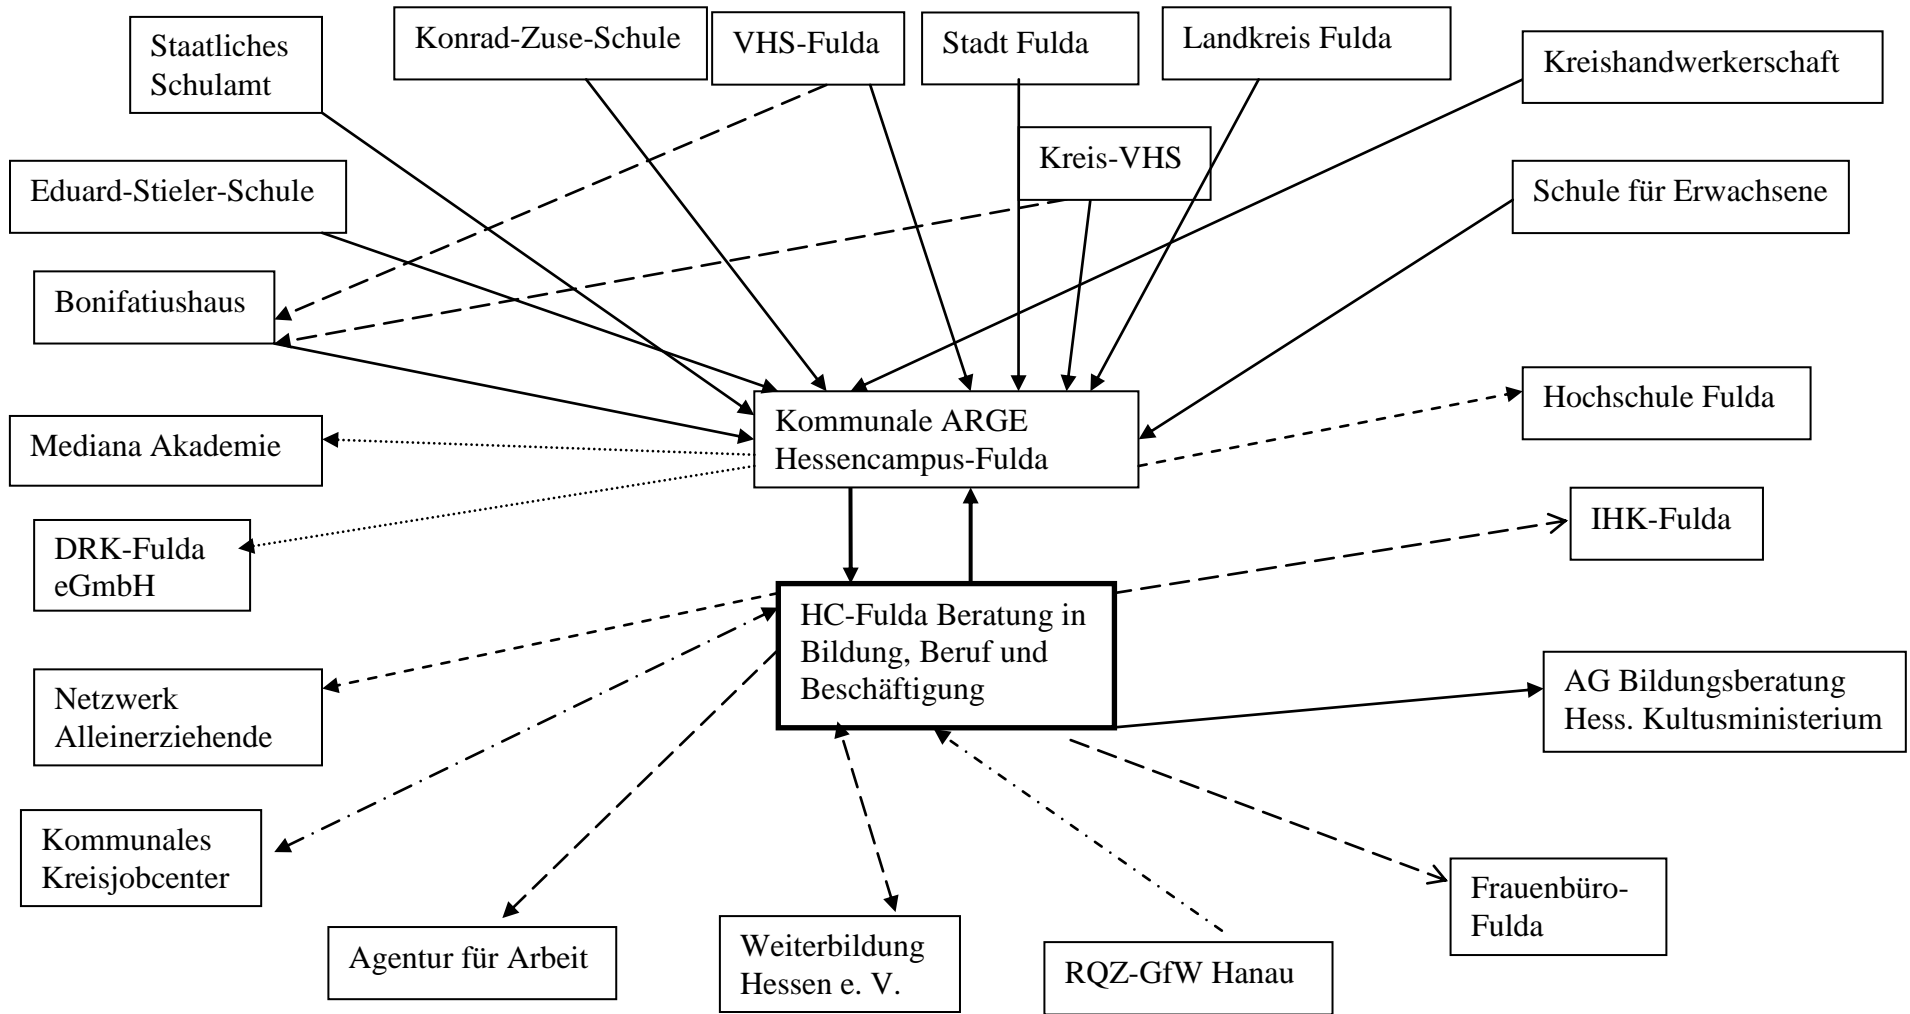 Staatliches
Schulamt
Konrad-Zuse-Schule
VHS-Fulda
Stadt Fulda
Landkreis Fulda
Kreishandwerkerschaft
Kreis-VHS
Eduard-Stieler-Schule
Schule für Erwachsene
Bonifatiushaus
Hochschule Fulda
Mediana Akademie
Kommunale ARGE
Hessencampus-Fulda
IHK-Fulda
DRK-Fulda
eGmbH
HC-Fulda Beratung in
Bildung, Beruf und
Beschäftigung
Netzwerk
Alleinerziehende
AG Bildungsberatung
Hess. Kultusministerium
Kommunales
Kreisjobcenter
Frauenbüro-
Fulda
Agentur für Arbeit
Weiterbildung
Hessen e. V.
RQZ-GfW Hanau